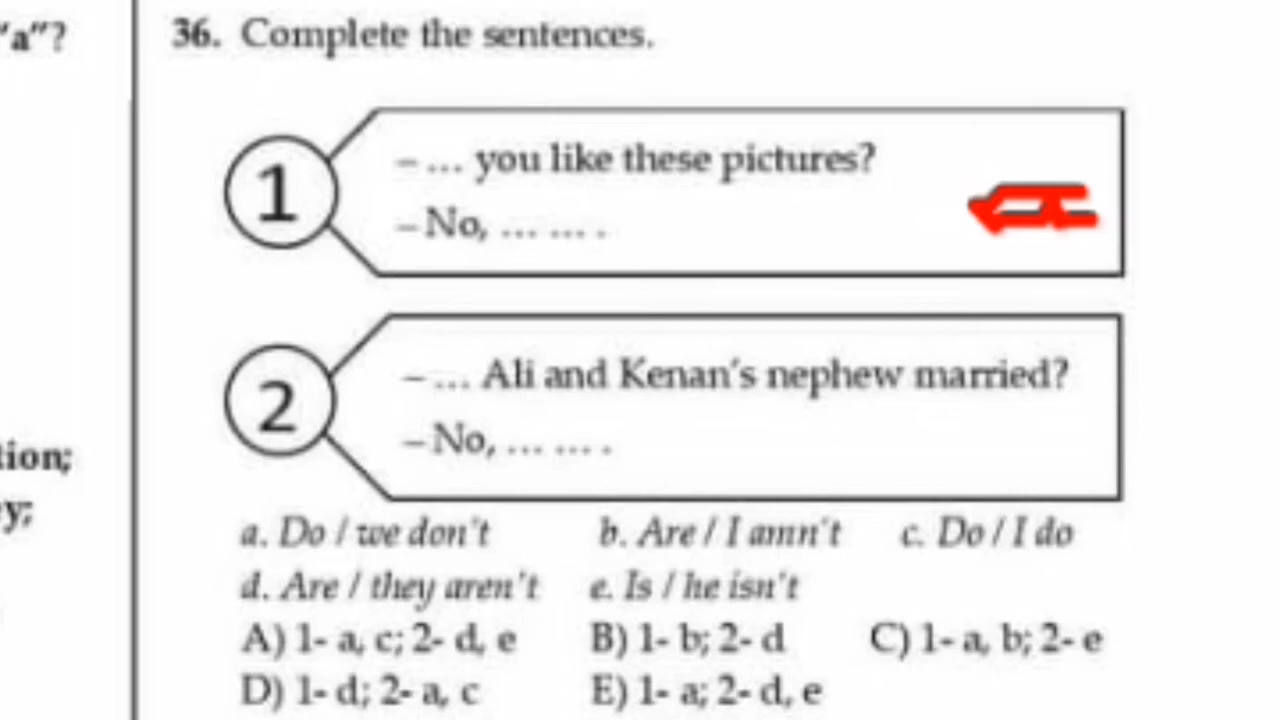 "a"?
36. Complete the sentences.
1
– ... you like these pictures?
– No, ... ... .
2
– ... Ali and Kenan's nephew married?
– No, ... ... .
tion;
y;
a. Do / we don't b. Are / I amn't c. Do / I do
d. Are / they aren't e. Is / he isn't
A) 1- a, c; 2- d, e B) 1- b; 2- d C) 1- a, b; 2- e
D) 1- d; 2- a, c E) 1- a; 2- d, e